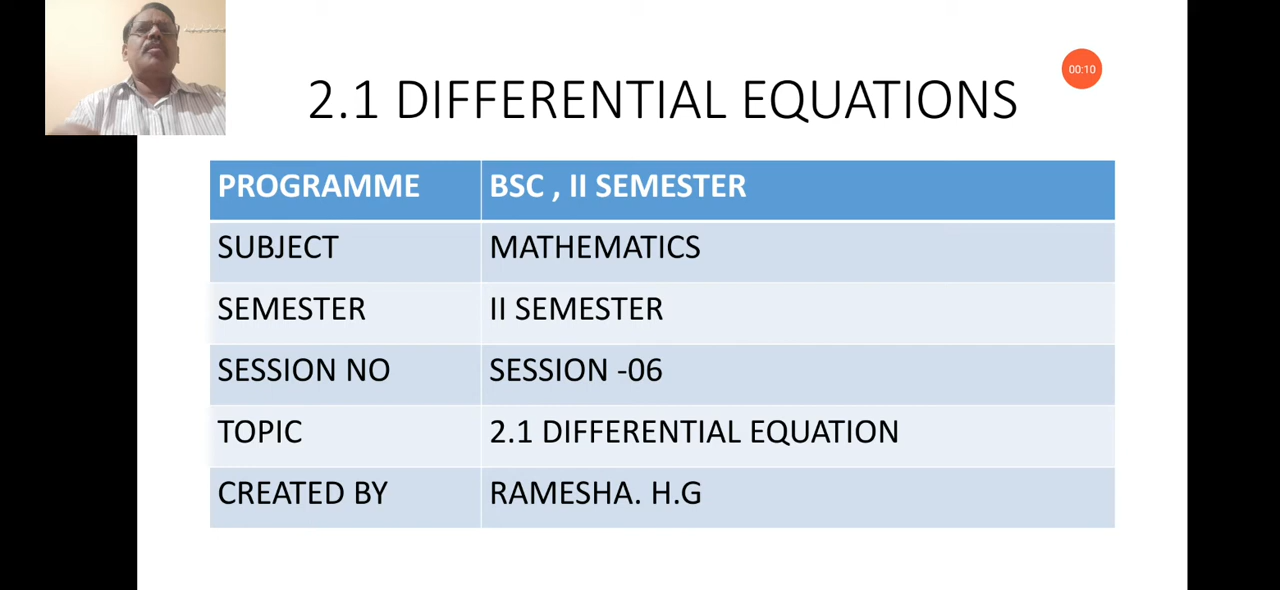 00:10
2.1 DIFFERENTIAL EQUATIONS
PROGRAMME BSC , II SEMESTER
SUBJECT MATHEMATICS
SEMESTER II SEMESTER
SESSION NO SESSION -06
TOPIC 2.1 DIFFERENTIAL EQUATION
CREATED BY RAMESHA. H.G